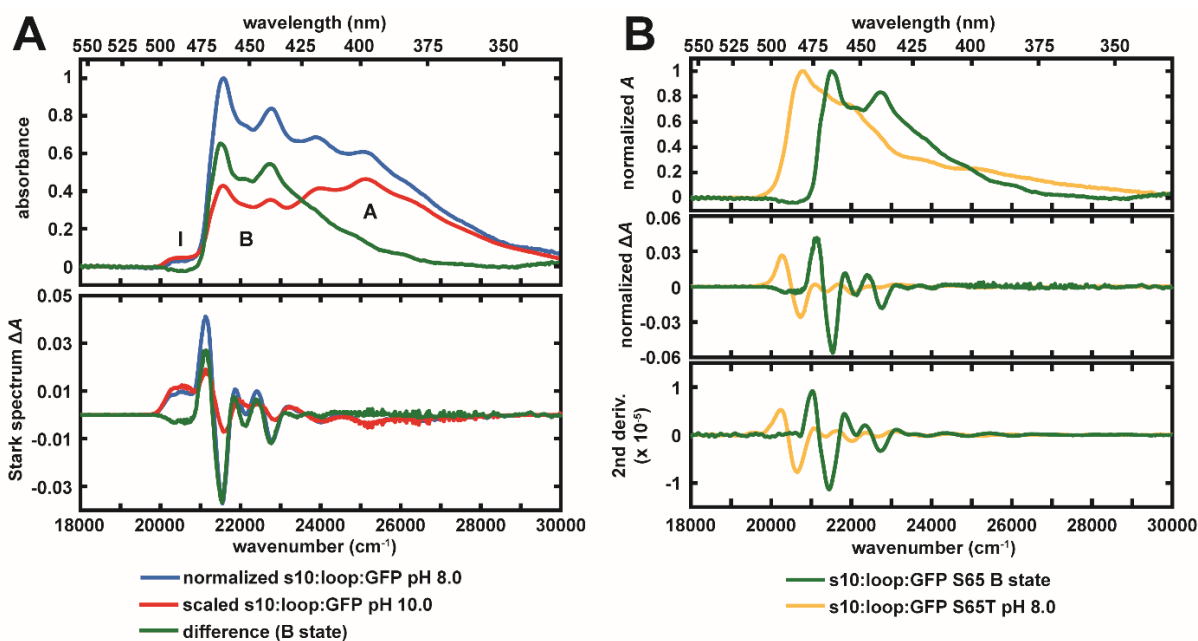 A
wavelength (nm)
550 525 500 475 450 425 400 375 350
absorbance
1
0.8
0.6
0.4
0.2
0
I
B
A
Stark spectrum ΔA
0.05
0.03
0.01
-0.01
-0.03
18000 20000 22000 24000 26000 28000 30000
wavenumber (cm-1)
normalized s10:loop:GFP pH 8.0
scaled s10:loop:GFP pH 10.0
difference (B state)
B
wavelength (nm)
550 525 500 475 450 425 400 375 350
normalized A
1
0.8
0.6
0.4
0.2
0
normalized ΔA
0.06
0.03
0
-0.03
-0.06
2nd deriv.
(x 10-5)
1
0
-1
18000 20000 22000 24000 26000 28000 30000
wavenumber (cm-1)
s10:loop:GFP S65 B state
s10:loop:GFP S65T pH 8.0